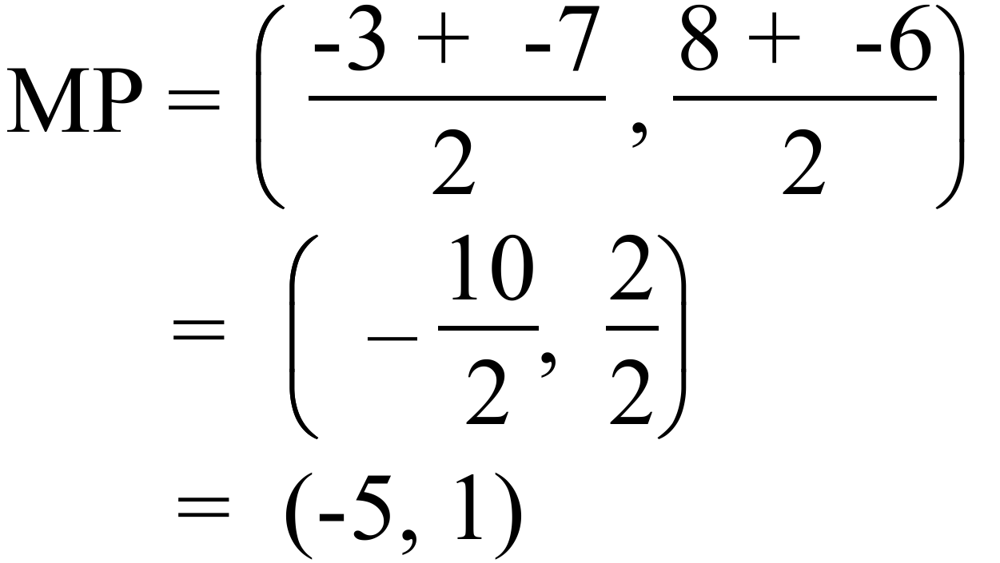 MP = ( -3 + -7 / 2 , 8 + -6 / 2 )
= ( − 10 / 2 , 2 / 2 )
= (-5, 1)